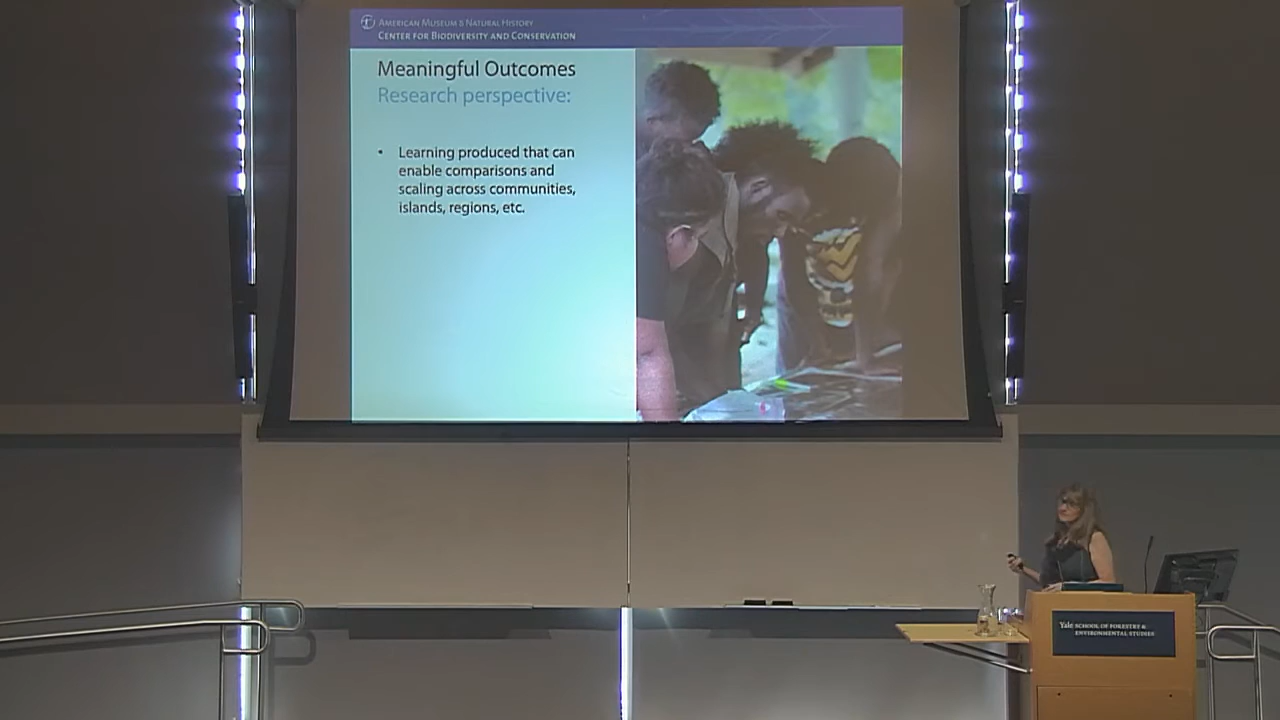 AMERICAN MUSEUM & NATURAL HISTORY
CENTER FOR BIODIVERSITY AND CONSERVATION
Meaningful Outcomes
Research perspective:
• Learning produced that can
enable comparisons and
scaling across communities,
islands, regions, etc.
Yale SCHOOL OF FORESTRY &
ENVIRONMENTAL STUDIES